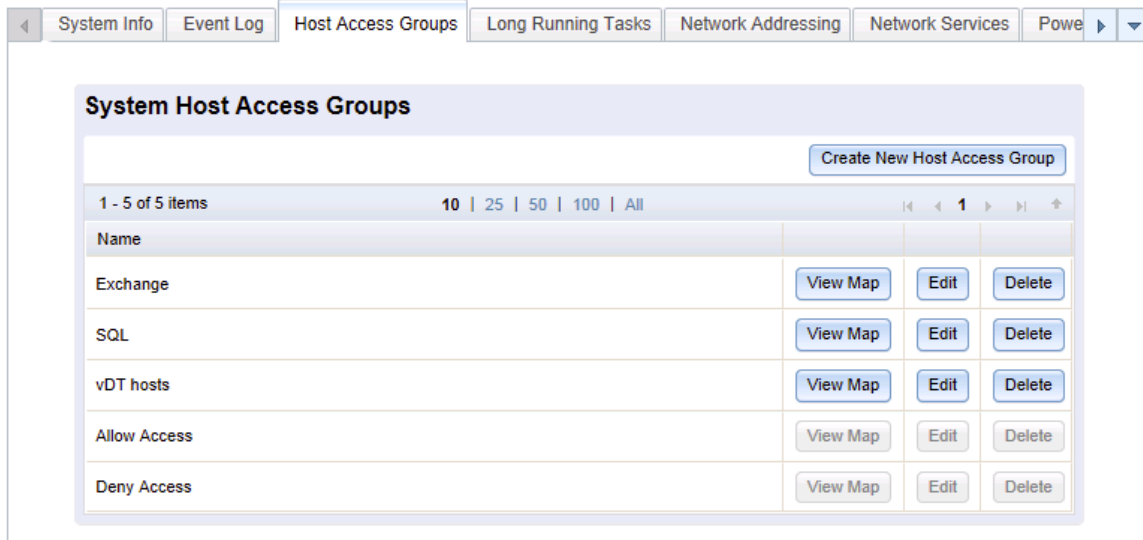 System Info Event Log Host Access Groups Long Running Tasks Network Addressing Network Services Powe
System Host Access Groups
Create New Host Access Group
1 - 5 of 5 items 10 | 25 | 50 | 100 | All 1
Name
Exchange View Map Edit Delete
SQL View Map Edit Delete
vDT hosts View Map Edit Delete
Allow Access View Map Edit Delete
Deny Access View Map Edit Delete